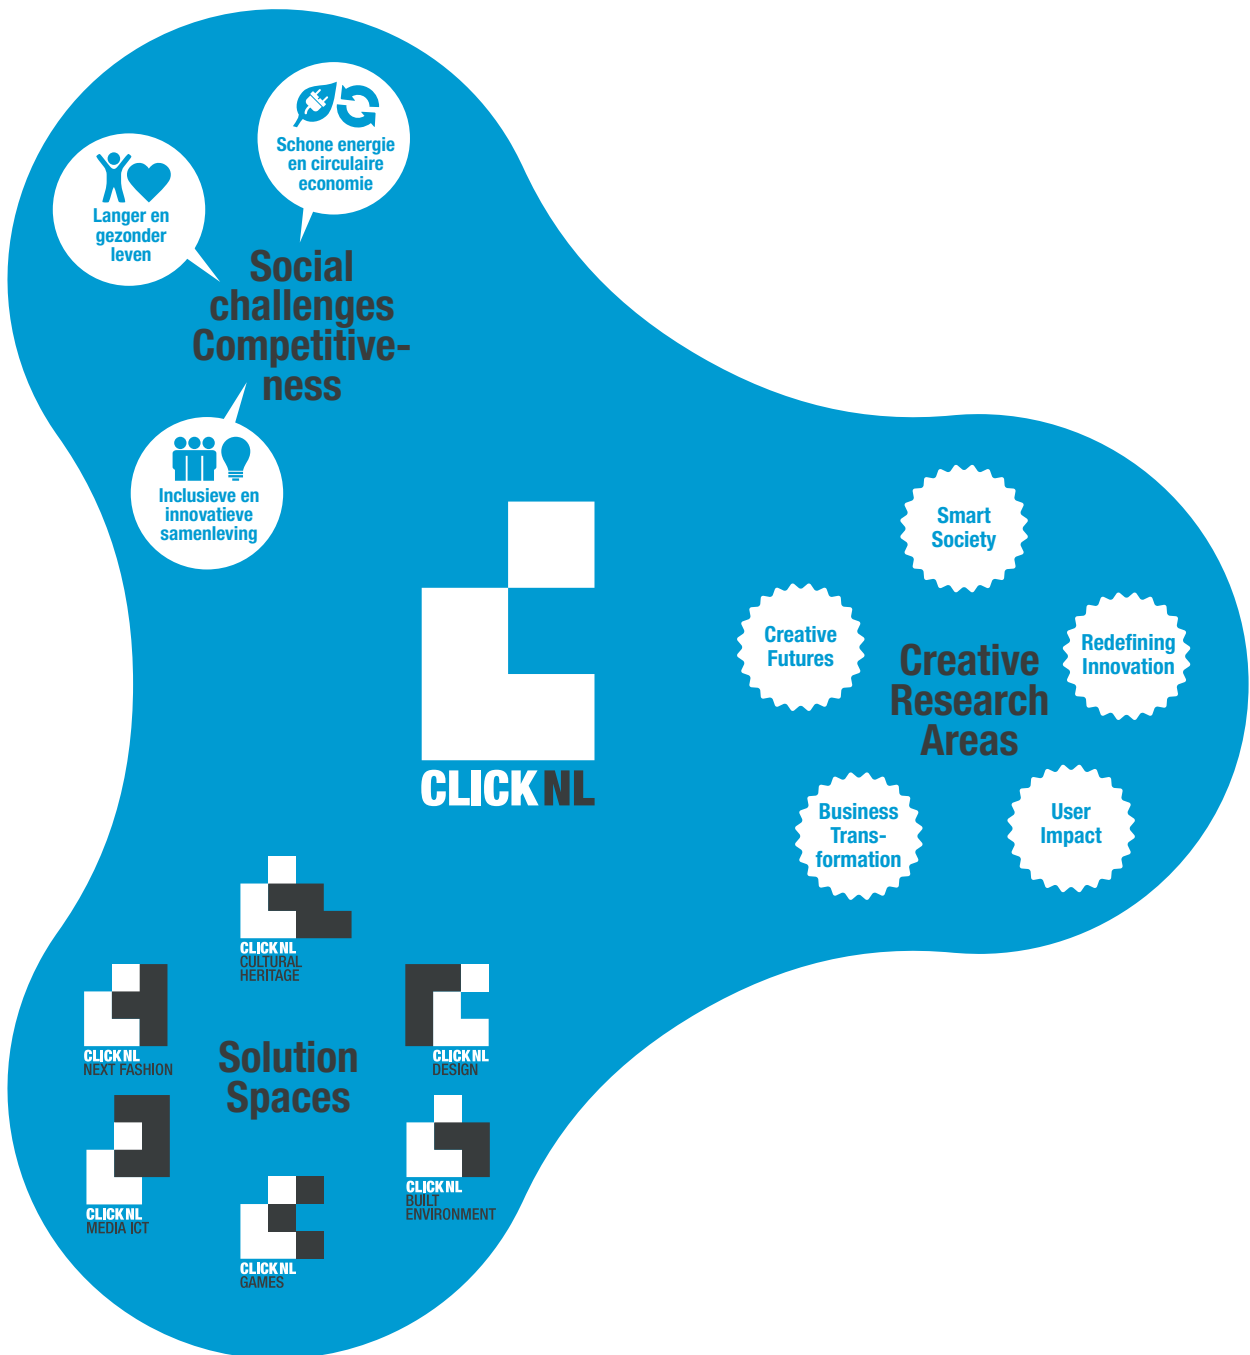 Schone energie
en circulaire
economie
Langer en
gezonder
leven
Social
challenges
Competitive-
ness
Inclusieve en
innovatieve
samenleving
CLICKNL
Smart
Society
Creative
Futures
Redefining
Innovation
Creative
Research
Areas
Business
Trans-
formation
User
Impact
CLICKNL
CULTURAL
HERITAGE
CLICKNL
NEXT FASHION
CLICKNL
DESIGN
Solution
Spaces
CLICKNL
MEDIA ICT
CLICKNL
BUILT
ENVIRONMENT
CLICKNL
GAMES